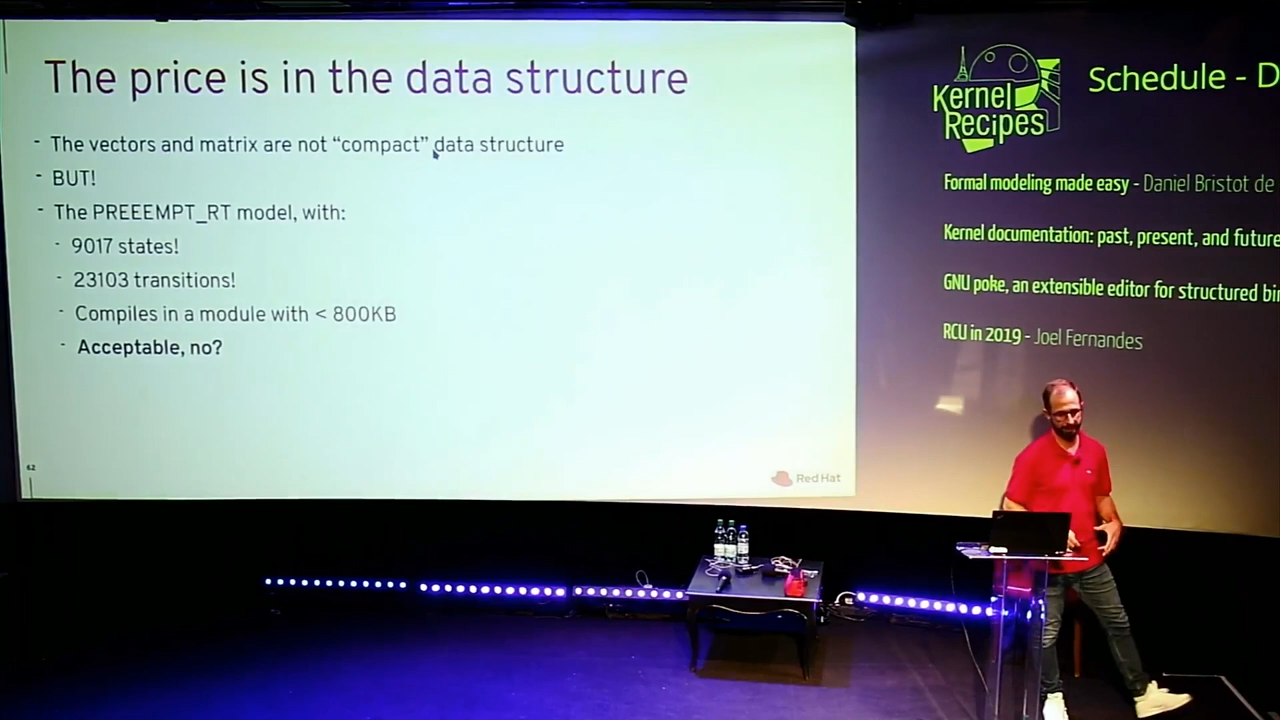 The price is in the data structure
- The vectors and matrix are not “compact” data structure
- BUT!
- The PREEEMPT_RT model, with:
- 9017 states!
- 23103 transitions!
- Compiles in a module with < 800KB
- Acceptable, no?
62
Red Hat
Kernel
Recipes
Schedule - D
Formal modeling made easy - Daniel Bristot de
Kernel documentation: past, present, and future
GNU poke, an extensible editor for structured bi
RCU in 2019 - Joel Fernandes